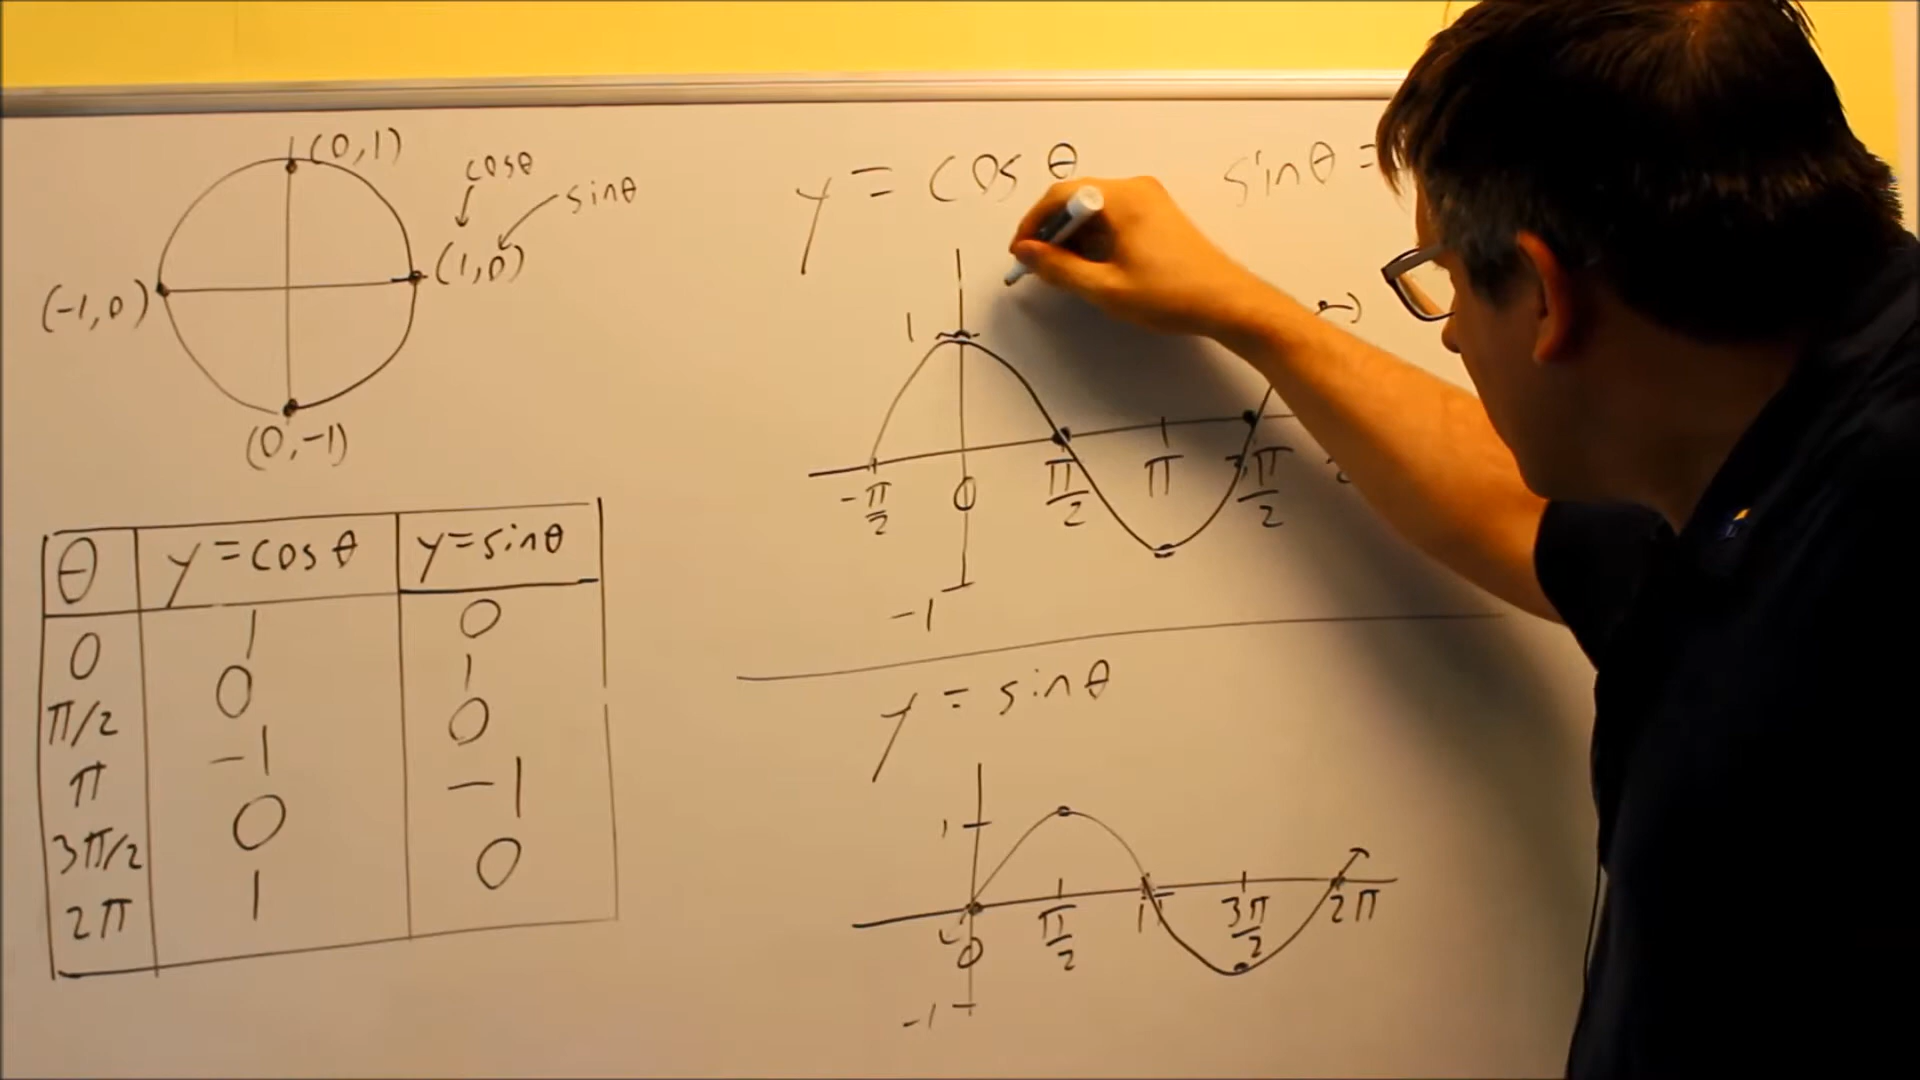 (0,1)
cosθ
sinθ
(-1,0)
(1,0)
(0,-1)
θ y=cosθ y=sinθ
0 1 0
π/2 0 1
π -1 0
3π/2 0 -1
2π 1 0
y = cos θ
sinθ =
1
-π/2 0 π/2 π 3π/2
-1
y = sinθ
1
0 π/2 π 3π/2 2π
-1